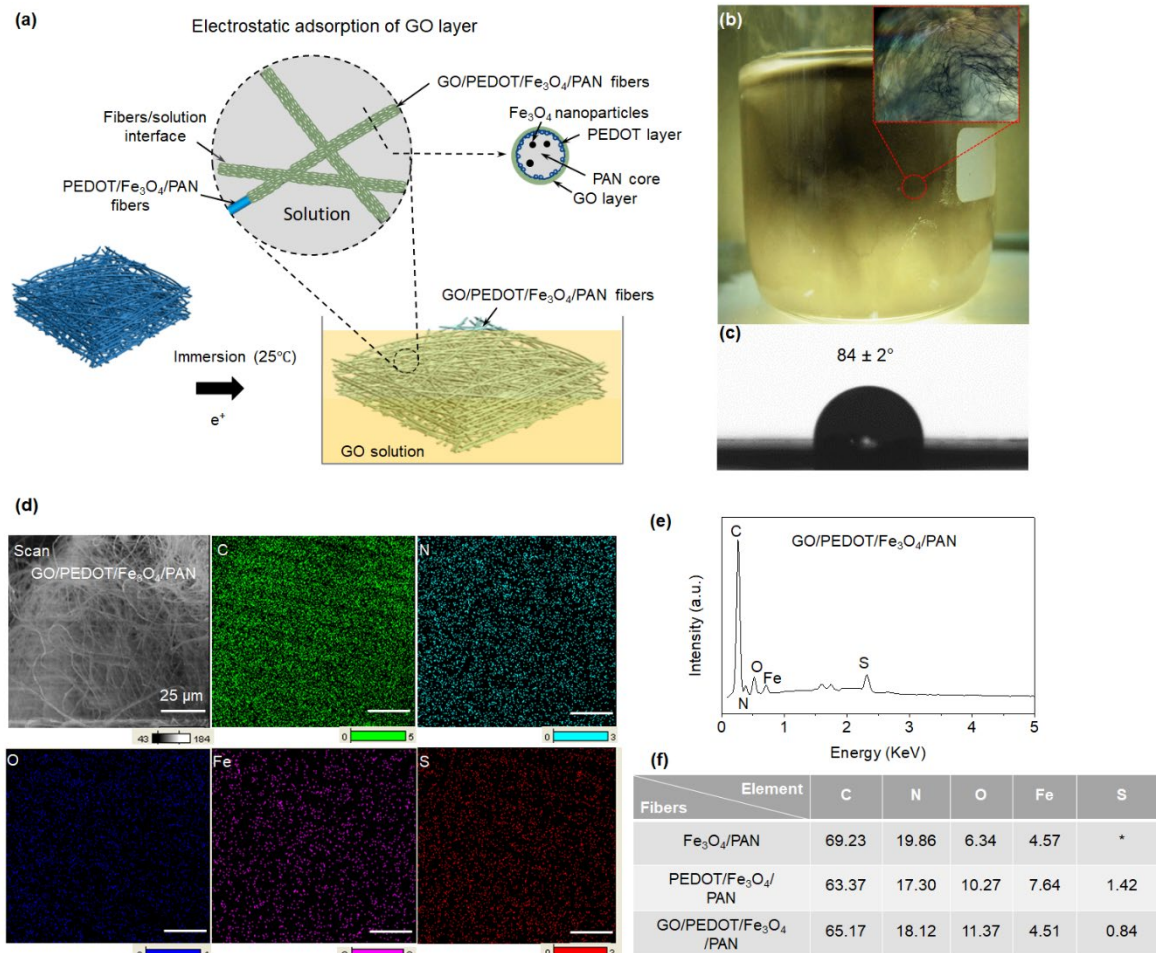 (a)
Electrostatic adsorption of GO layer
GO/PEDOT/Fe₃O₄/PAN fibers
Fe₃O₄ nanoparticles
PEDOT layer
PAN core
GO layer
Fibers/solution
interface
PEDOT/Fe₃O₄/PAN
fibers
Solution
GO/PEDOT/Fe₃O₄/PAN fibers
Immersion (25℃)
e⁺
GO solution
(b)
(c)
84 ± 2°
(d)
Scan
GO/PEDOT/Fe₃O₄/PAN
25 µm
43 184
C
0 5
N
0 3
O
Fe
S
(e)
GO/PEDOT/Fe₃O₄/PAN
C
N
O
Fe
S
Intensity (a.u.)
0 1 2 3 4 5
Energy (KeV)
(f)
Element
Fibers
C N O Fe S
Fe₃O₄/PAN 69.23 19.86 6.34 4.57 *
PEDOT/Fe₃O₄/
PAN 63.37 17.30 10.27 7.64 1.42
GO/PEDOT/Fe₃O₄
/PAN 65.17 18.12 11.37 4.51 0.84